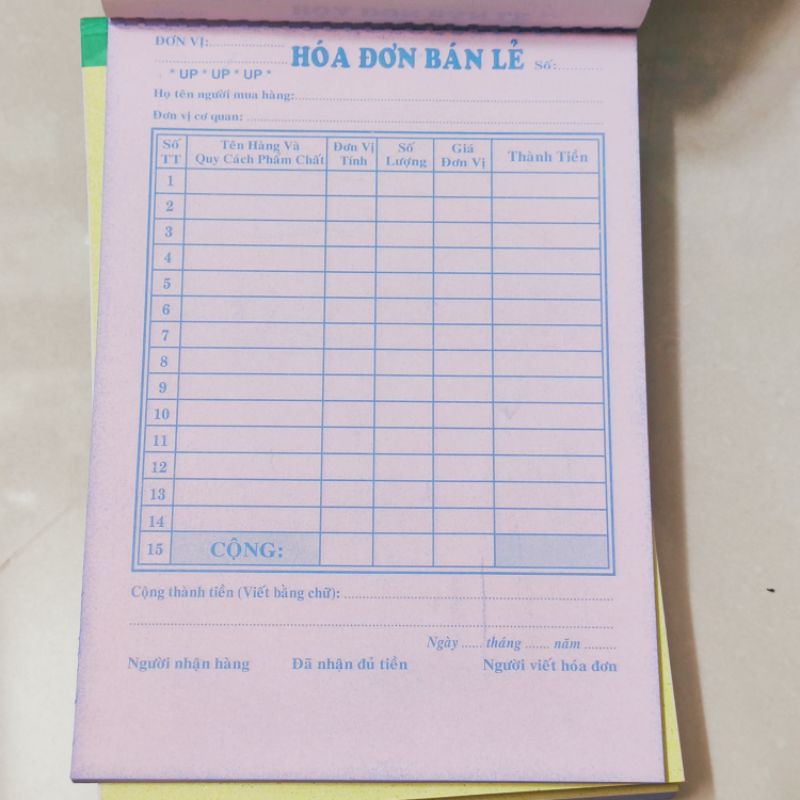 ĐƠN VỊ:
HÓA ĐƠN BÁN LẺ
Số:
* UP * UP * UP *
Họ tên người mua hàng:
Đơn vị cơ quan:
Số TT
Tên Hàng Và Quy Cách Phẩm Chất
Đơn Vị Tính
Số Lượng
Giá Đơn Vị
Thành Tiền
1
2
3
4
5
6
7
8
9
10
11
12
13
14
15 CỘNG:
Cộng thành tiền (Viết bằng chữ):
Ngày ...... tháng ....... năm .........
Người nhận hàng
Đã nhận đủ tiền
Người viết hóa đơn